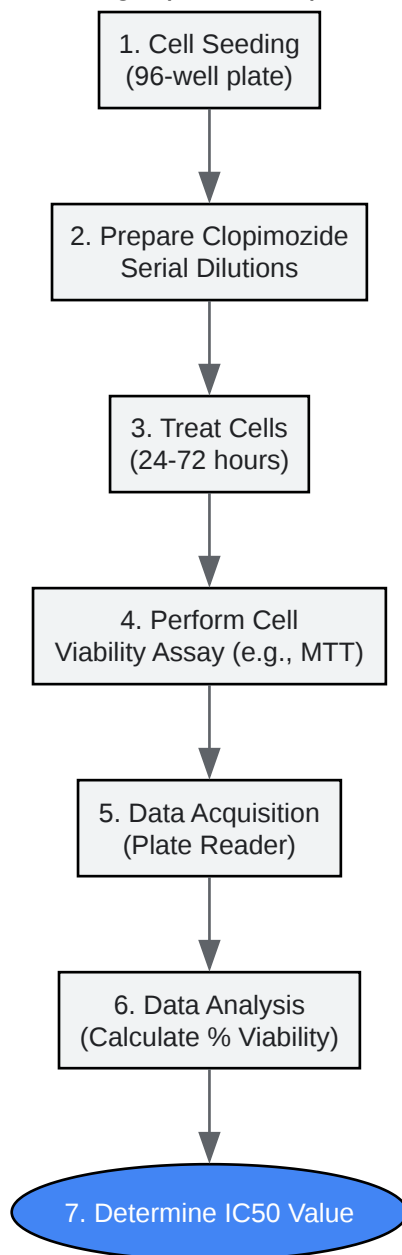 1. Cell Seeding
(96-well plate)
2. Prepare Clopimozide
Serial Dilutions
3. Treat Cells
(24-72 hours)
4. Perform Cell
Viability Assay (e.g., MTT)
5. Data Acquisition
(Plate Reader)
6. Data Analysis
(Calculate % Viability)
7. Determine IC50 Value